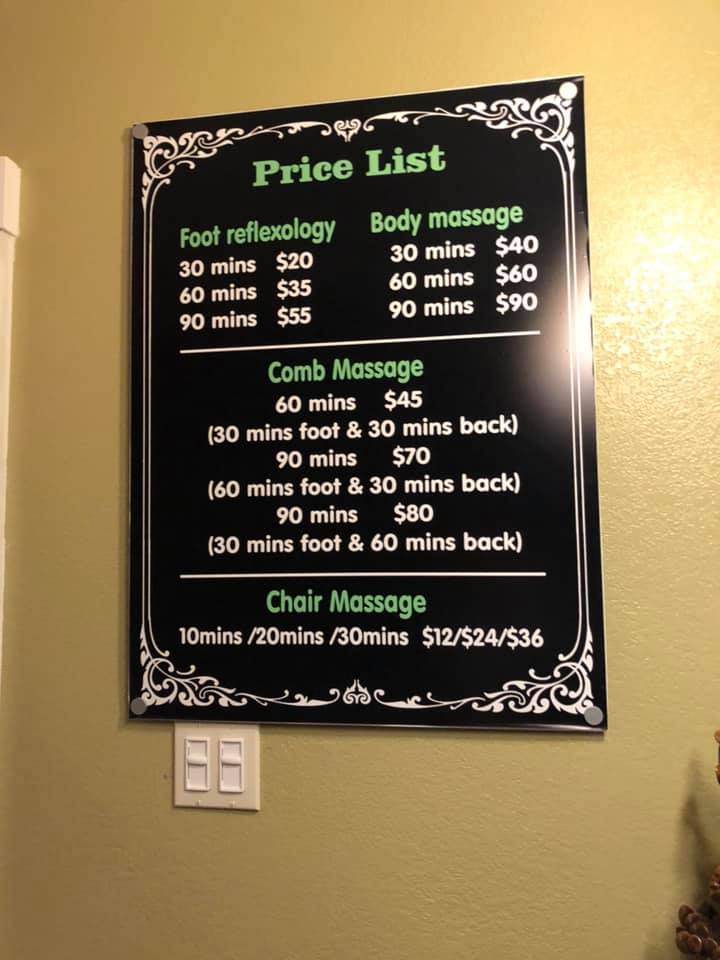 Price List
Foot reflexology
30 mins $20
60 mins $35
90 mins $55
Body massage
30 mins $40
60 mins $60
90 mins $90
Comb Massage
60 mins $45
(30 mins foot & 30 mins back)
90 mins $70
(60 mins foot & 30 mins back)
90 mins $80
(30 mins foot & 60 mins back)
Chair Massage
10mins /20mins /30mins $12/$24/$36